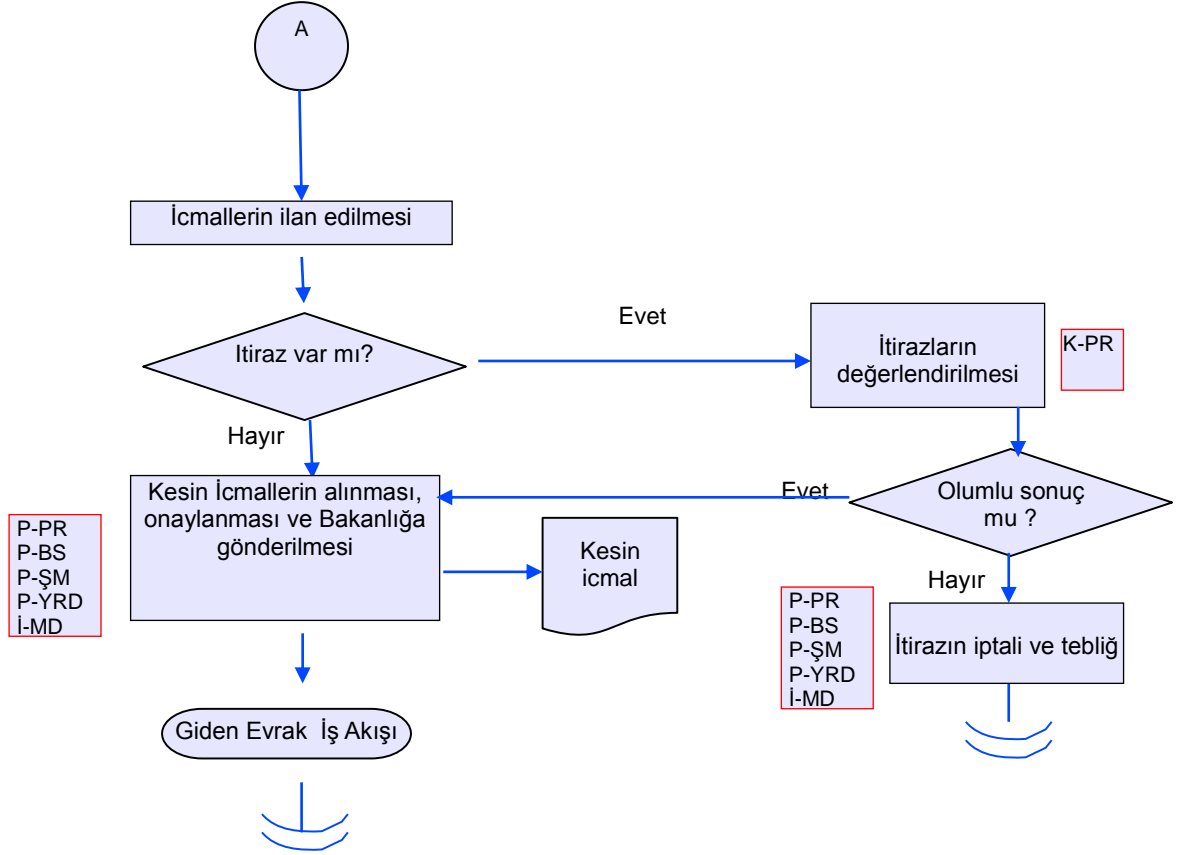 A
İcmallerin ilan edilmesi
Itiraz var mı?
Evet
İtirazların
değerlendirilmesi
K-PR
Hayır
Kesin İcmallerin alınması,
onaylanması ve Bakanlığa
gönderilmesi
Evet
Olumlu sonuç
mu ?
P-PR
P-BS
P-ŞM
P-YRD
İ-MD
Kesin
icmal
Hayır
P-PR
P-BS
P-ŞM
P-YRD
İ-MD
İtirazın iptali ve tebliğ
Giden Evrak İş Akışı